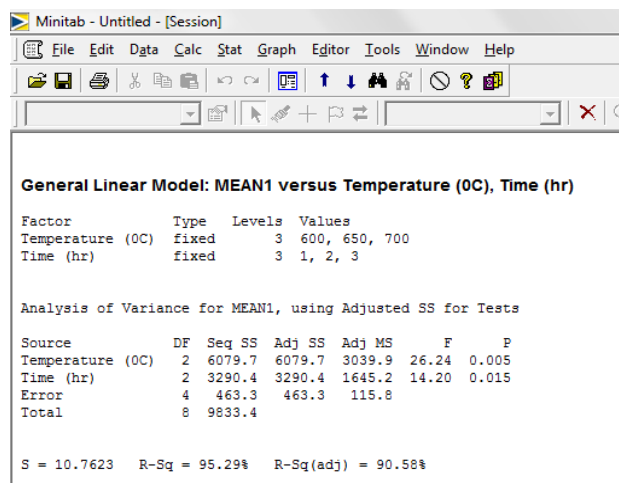 Minitab - Untitled - [Session]
File Edit Data Calc Stat Graph Editor Tools Window Help
General Linear Model: MEAN1 versus Temperature (0C), Time (hr)
Factor Type Levels Values
Temperature (0C) fixed 3 600, 650, 700
Time (hr) fixed 3 1, 2, 3
Analysis of Variance for MEAN1, using Adjusted SS for Tests
Source DF Seq SS Adj SS Adj MS F P
Temperature (0C) 2 6079.7 6079.7 3039.9 26.24 0.005
Time (hr) 2 3290.4 3290.4 1645.2 14.20 0.015
Error 4 463.3 463.3 115.8
Total 8 9833.4
S = 10.7623 R-Sq = 95.29% R-Sq(adj) = 90.58%